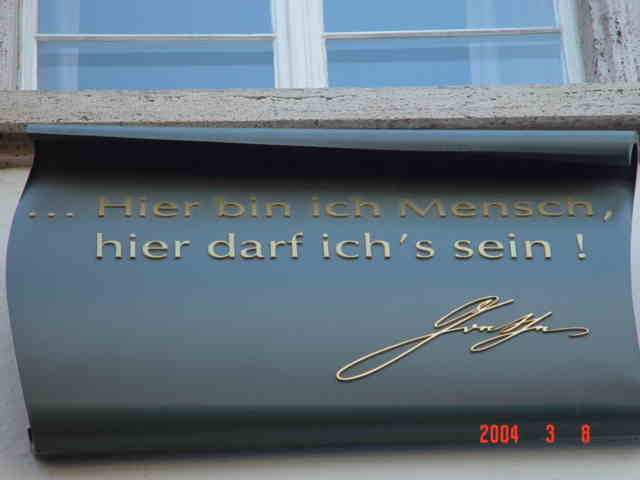 ... Hier bin ich Mensch,
hier darf ich's sein !
2004 3 8